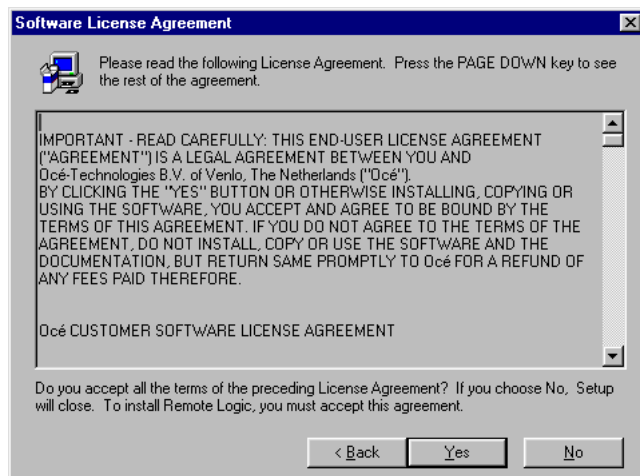 Software License Agreement
Please read the following License Agreement. Press the PAGE DOWN key to see
the rest of the agreement.
IMPORTANT - READ CAREFULLY: THIS END-USER LICENSE AGREEMENT
("AGREEMENT") IS A LEGAL AGREEMENT BETWEEN YOU AND
Océ-Technologies B.V. of Venlo, The Netherlands ("Océ").
BY CLICKING THE "YES" BUTTON OR OTHERWISE INSTALLING, COPYING OR
USING THE SOFTWARE, YOU ACCEPT AND AGREE TO BE BOUND BY THE
TERMS OF THIS AGREEMENT. IF YOU DO NOT AGREE TO THE TERMS OF THE
AGREEMENT, DO NOT INSTALL, COPY OR USE THE SOFTWARE AND THE
DOCUMENTATION, BUT RETURN SAME PROMPTLY TO Océ FOR A REFUND OF
ANY FEES PAID THEREFORE.
Océ CUSTOMER SOFTWARE LICENSE AGREEMENT
Do you accept all the terms of the preceding License Agreement? If you choose No, Setup
will close. To install Remote Logic, you must accept this agreement.
< Back Yes No